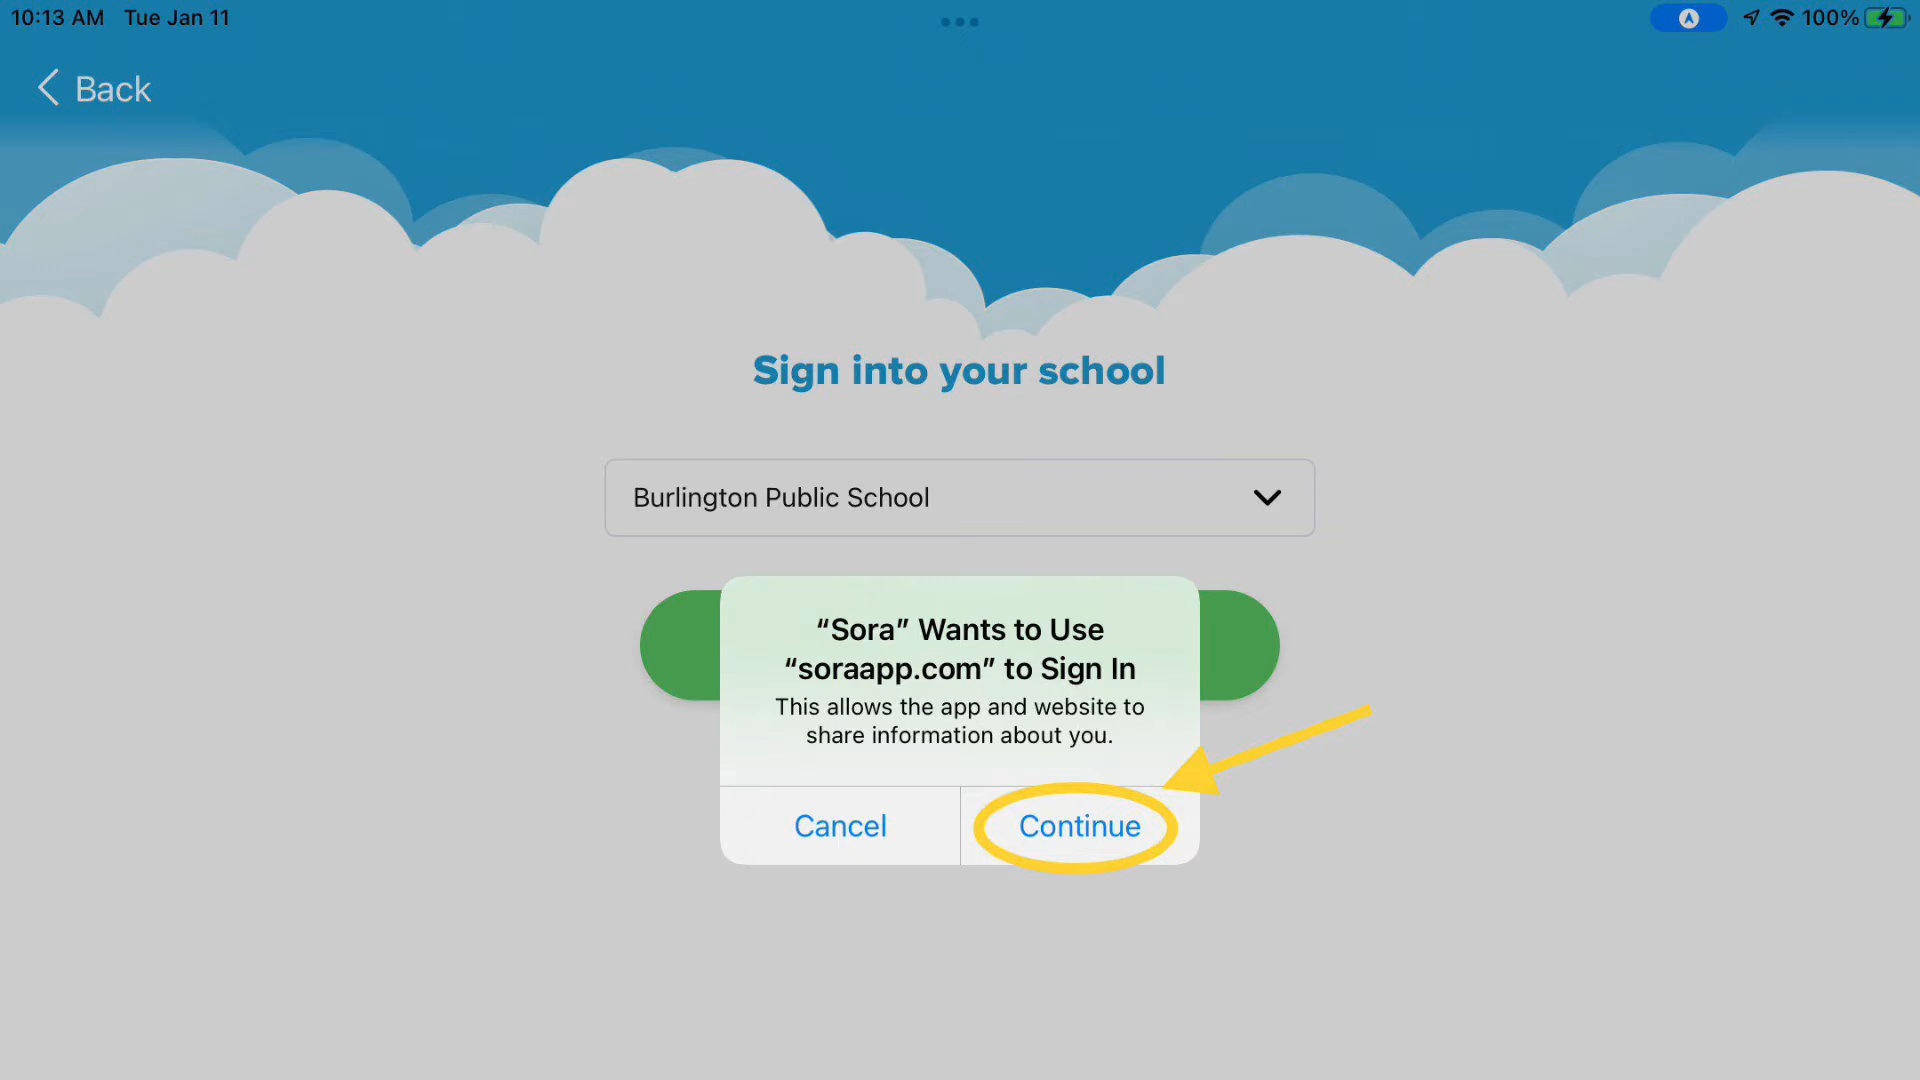 10:13 AM Tue Jan 11
100%
Back
Sign into your school
Burlington Public School
“Sora” Wants to Use
“soraapp.com” to Sign In
This allows the app and website to
share information about you.
Cancel
Continue